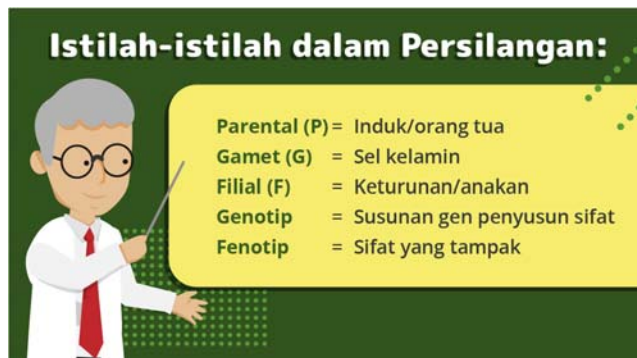 Istilah-istilah dalam Persilangan:
Parental (P) = Induk/orang tua
Gamet (G) = Sel kelamin
Filial (F) = Keturunan/anakan
Genotip = Susunan gen penyusun sifat
Fenotip = Sifat yang tampak